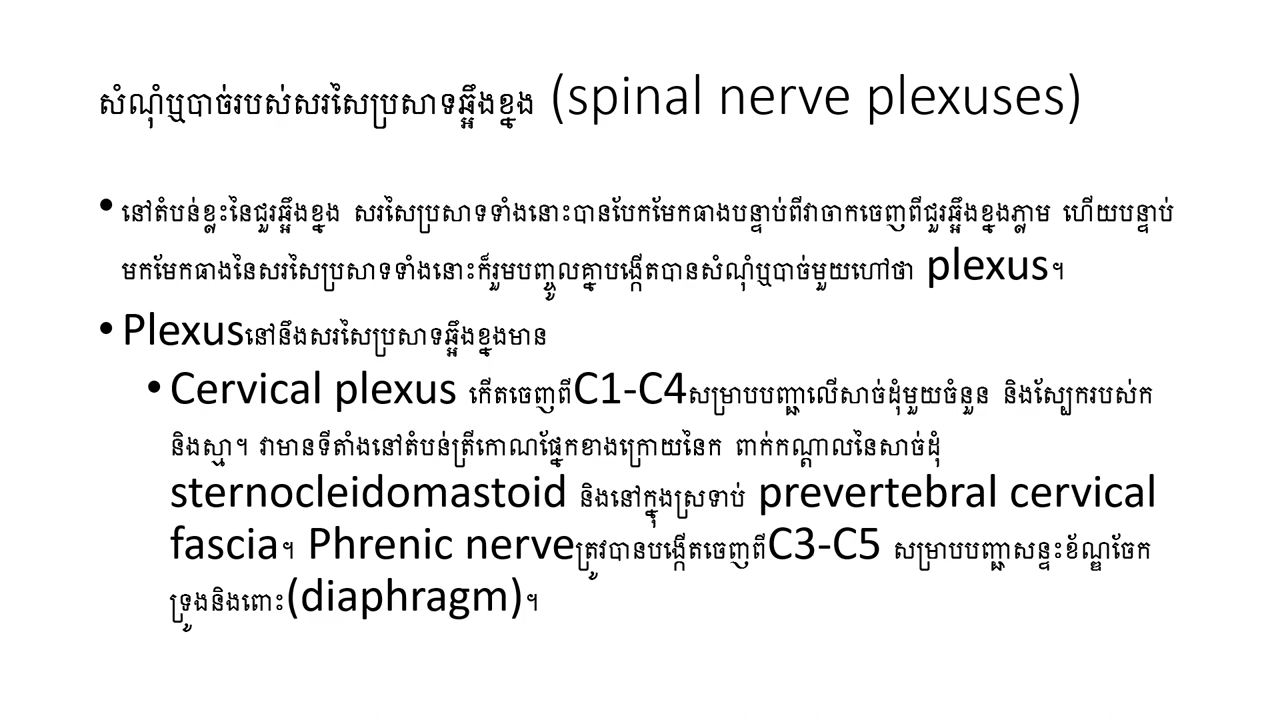 សំណុំឬបាច់របស់សរសៃប្រសាទឆ្អឹងខ្នង (spinal nerve plexuses)
• នៅតំបន់ខ្លះនៃជួរឆ្អឹងខ្នង សរសៃប្រសាទទាំងនោះបានបែកមែកធាងបន្ទាប់ពីវាចាកចេញពីជួរឆ្អឹងខ្នងភ្លាម ហើយបន្ទាប់
មកមែកធាងនៃសរសៃប្រសាទទាំងនោះក៏រួមបញ្ចូលគ្នាបង្កើតបានសំណុំឬបាច់មួយហៅថា plexus។
• Plexusនៅនឹងសរសៃប្រសាទឆ្អឹងខ្នងមាន
• Cervical plexus កើតចេញពីC1-C4សម្រាបបញ្ជាលើសាច់ដុំមួយចំនួន និងស្បែករបស់ក
និងស្មា។ វាមានទីតាំងនៅតំបន់ត្រីកោណផ្នែកខាងក្រោយនៃក ពាក់កណ្តាលនៃសាច់ដុំ
sternocleidomastoid និងនៅក្នុងស្រទាប់ prevertebral cervical
fascia។ Phrenic nerveត្រូវបានបង្កើតចេញពីC3-C5 សម្រាបបញ្ជាសន្ទះខ័ណ្ឌចែក
ទ្រូងនិងពោះ(diaphragm)។